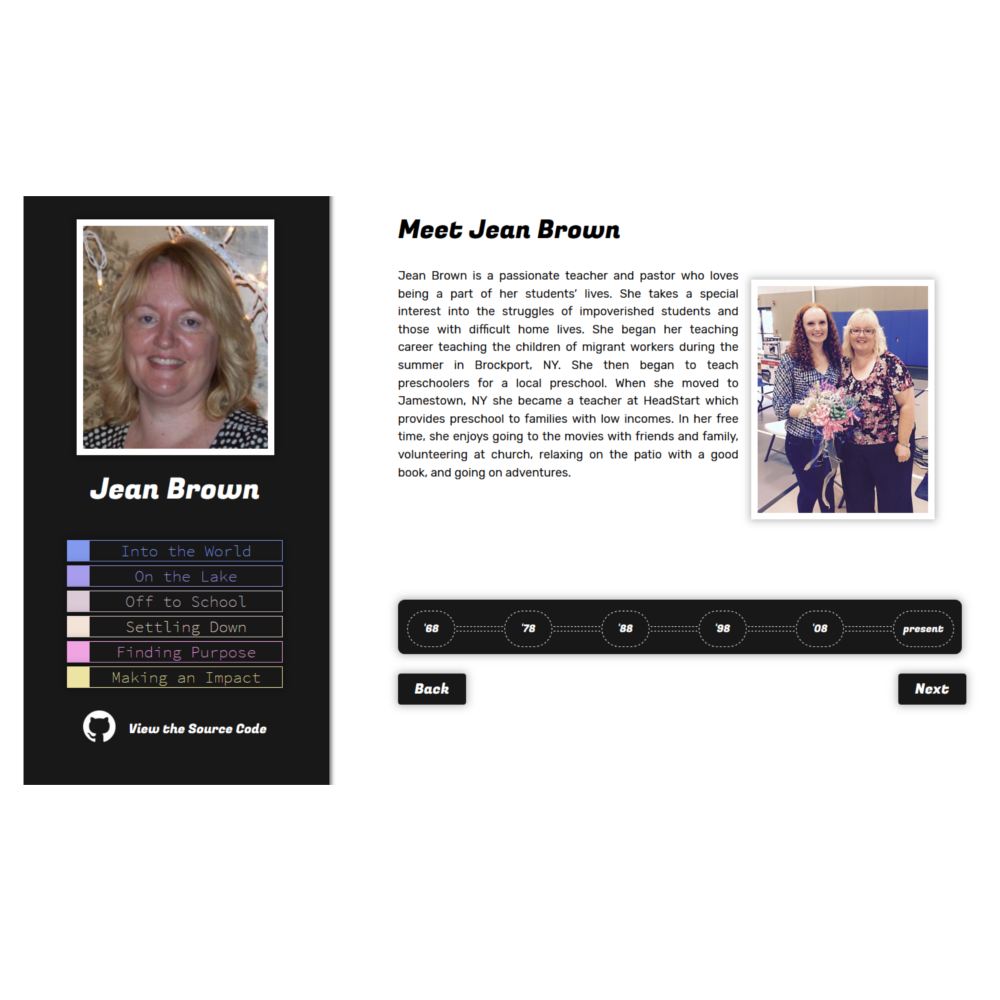 Jean Brown
Into the World
On the Lake
Off to School
Settling Down
Finding Purpose
Making an Impact
View the Source Code
Meet Jean Brown
Jean Brown is a passionate teacher and pastor who loves
being a part of her students’ lives. She takes a special
interest into the struggles of impoverished students and
those with difficult home lives. She began her teaching
career teaching the children of migrant workers during the
summer in Brockport, NY. She then began to teach
preschoolers for a local preschool. When she moved to
Jamestown, NY she became a teacher at HeadStart which
provides preschool to families with low incomes. In her free
time, she enjoys going to the movies with friends and family,
volunteering at church, relaxing on the patio with a good
book, and going on adventures.
'68 '78 '88 '98 '08 present
Back Next